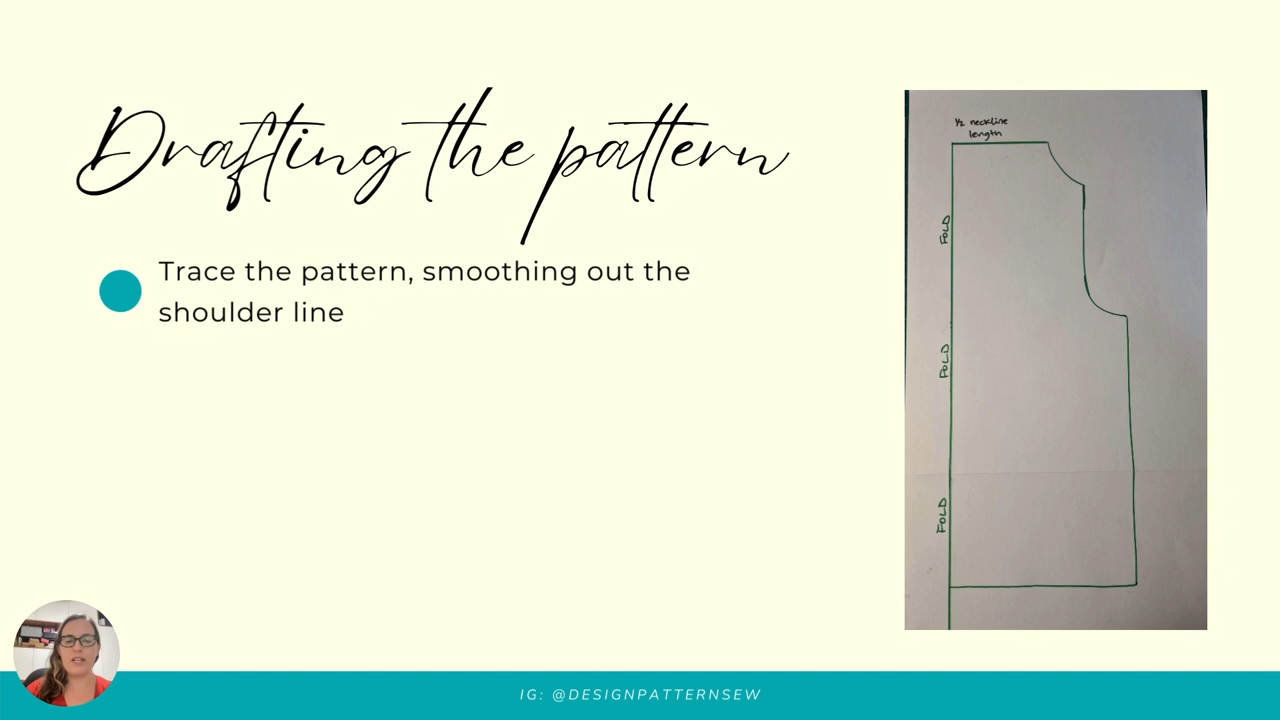 Drafting the pattern
Trace the pattern, smoothing out the
shoulder line
½ neckline
length
FOLD
FOLD
FOLD
IG: @DESIGNPATTERNSEW